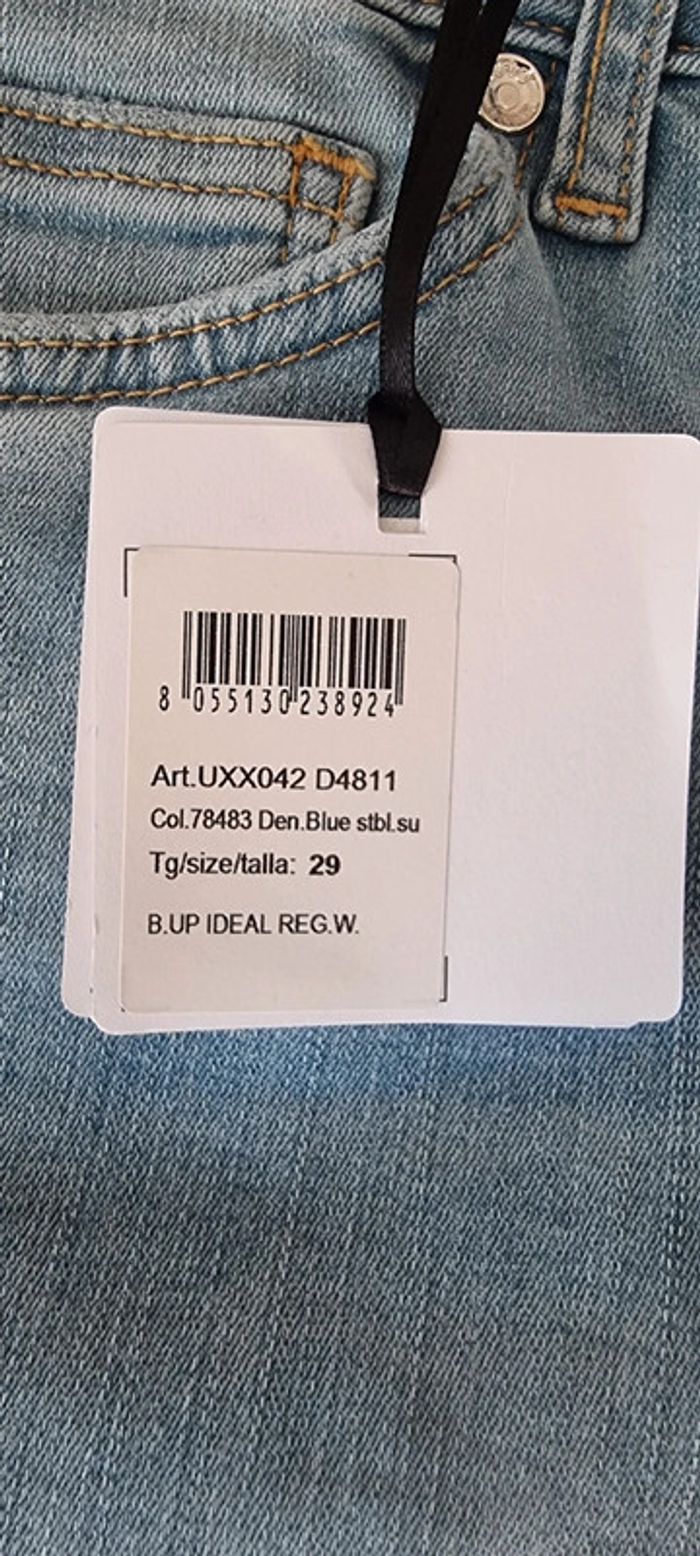 8 055130 238924
Art.UXX042 D4811
Col.78483 Den.Blue stbl.su
Tg/size/talla: 29
B.UP IDEAL REG.W.